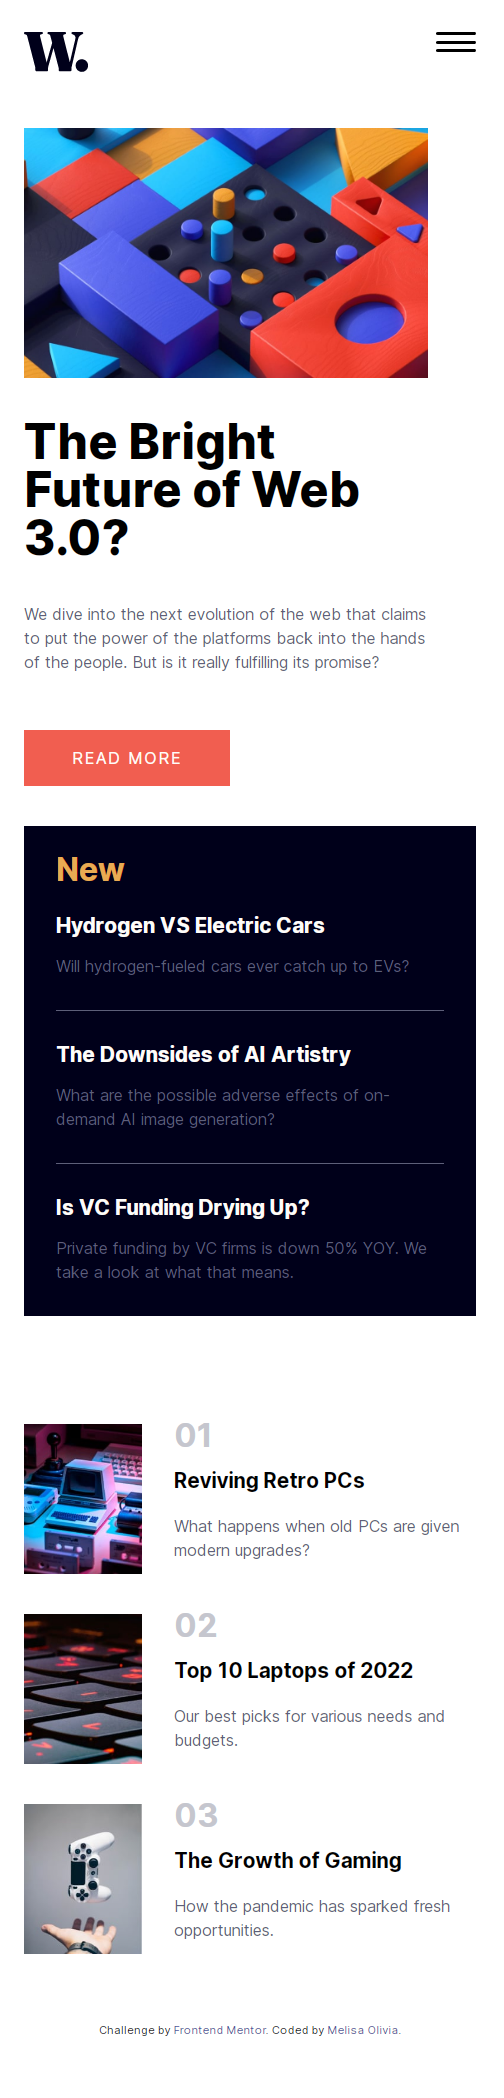 W.
The Bright
Future of Web
3.0?
We dive into the next evolution of the web that claims
to put the power of the platforms back into the hands
of the people. But is it really fulfilling its promise?
READ MORE
New
Hydrogen VS Electric Cars
Will hydrogen-fueled cars ever catch up to EVs?
The Downsides of AI Artistry
What are the possible adverse effects of on-
demand AI image generation?
Is VC Funding Drying Up?
Private funding by VC firms is down 50% YOY. We
take a look at what that means.
01
Reviving Retro PCs
What happens when old PCs are given
modern upgrades?
02
Top 10 Laptops of 2022
Our best picks for various needs and
budgets.
03
The Growth of Gaming
How the pandemic has sparked fresh
opportunities.
Challenge by Frontend Mentor. Coded by Melisa Olivia.